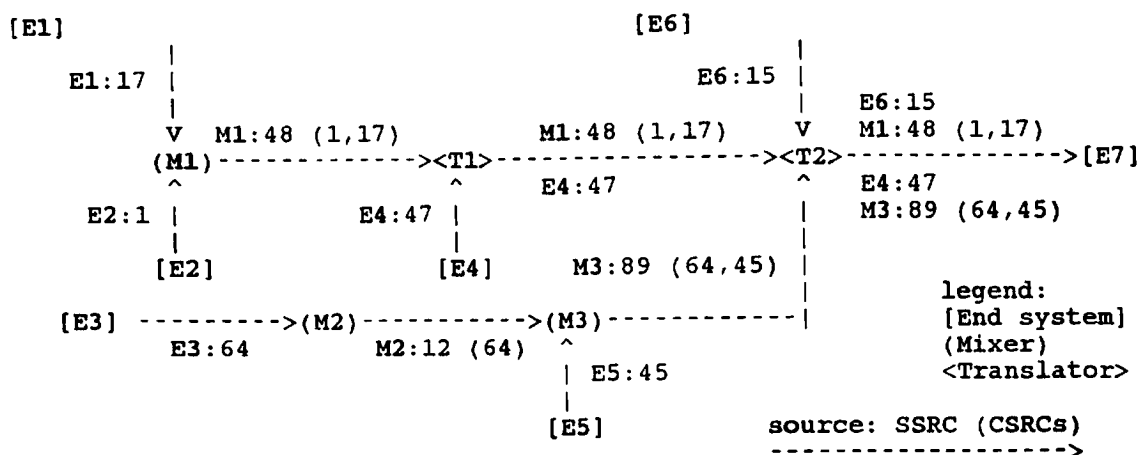 [E1] [E6]
E1:17 E6:15
E6:15
M1:48 (1,17) M1:48 (1,17) M1:48 (1,17)
(M1) <T1> <T2> [E7]
E2:1 E4:47 E4:47 E4:47
M3:89 (64,45)
[E2] [E4] M3:89 (64,45)
legend:
[E3] (M2) (M3) [End system]
E3:64 M2:12 (64) (Mixer)
E5:45 <Translator>
[E5] source: SSRC (CSRCs)